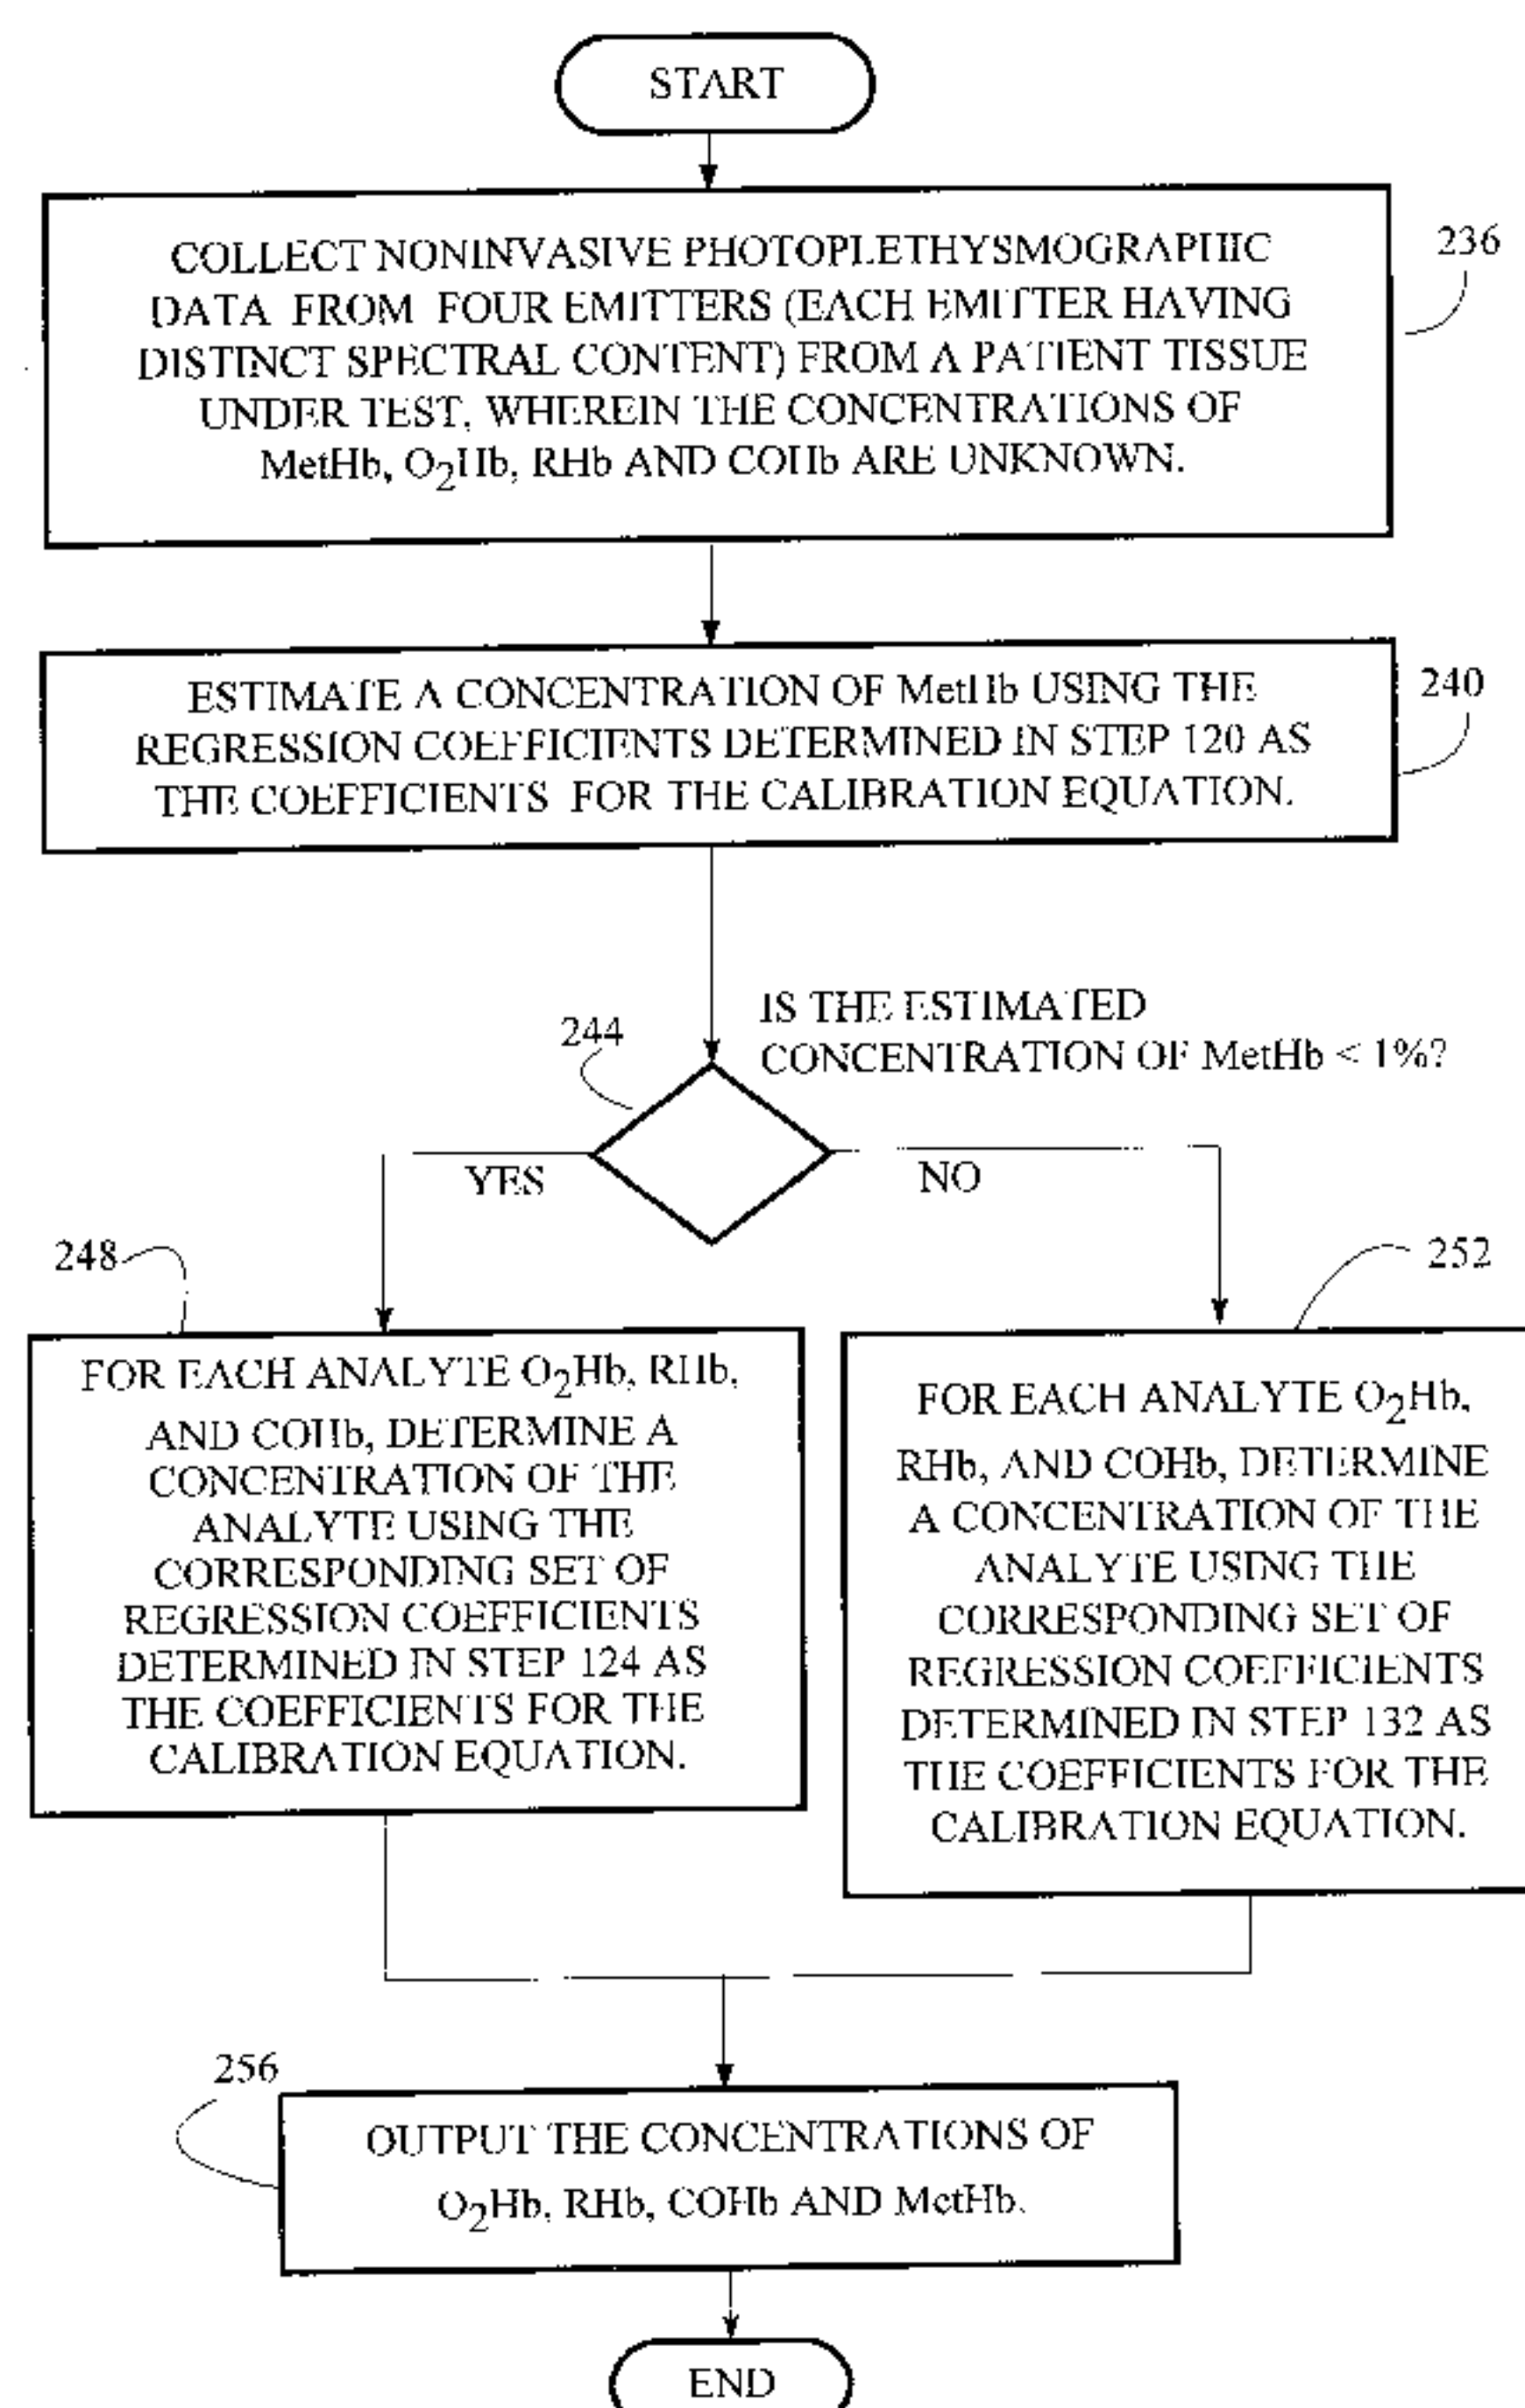 START
COLLECT NONINVASIVE PHOTOPLETHYSMOGRAPHIC
DATA FROM FOUR EMITTERS (EACH EMITTER HAVING
DISTINCT SPECTRAL CONTENT) FROM A PATIENT TISSUE
UNDER TEST, WHEREIN THE CONCENTRATIONS OF
MetHb, O2Hb, RHb AND COHb ARE UNKNOWN.
236
ESTIMATE A CONCENTRATION OF MetHb USING THE
REGRESSION COEFFICIENTS DETERMINED IN STEP 120 AS
THE COEFFICIENTS FOR THE CALIBRATION EQUATION.
240
IS THE ESTIMATED
CONCENTRATION OF MetHb < 1%?
244
YES
NO
248
252
FOR EACH ANALYTE O2Hb, RHb,
AND COHb, DETERMINE A
CONCENTRATION OF THE
ANALYTE USING THE
CORRESPONDING SET OF
REGRESSION COEFFICIENTS
DETERMINED IN STEP 124 AS
THE COEFFICIENTS FOR THE
CALIBRATION EQUATION.
FOR EACH ANALYTE O2Hb,
RHb, AND COHb, DETERMINE
A CONCENTRATION OF THE
ANALYTE USING THE
CORRESPONDING SET OF
REGRESSION COEFFICIENTS
DETERMINED IN STEP 132 AS
THE COEFFICIENTS FOR THE
CALIBRATION EQUATION.
256
OUTPUT THE CONCENTRATIONS OF
O2Hb, RHb, COHb AND MetHb.
END